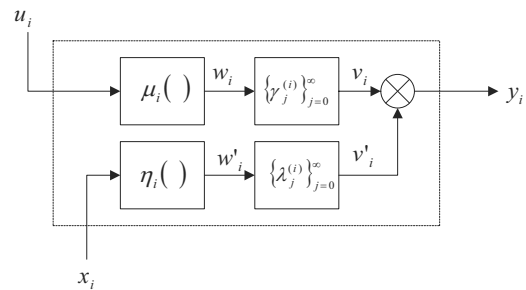 u_i
μ_i( )
w_i
{γ_j^{(i)}}_{j=0}^∞
v_i
y_i
η_i( )
w'_i
{λ_j^{(i)}}_{j=0}^∞
v'_i
x_i